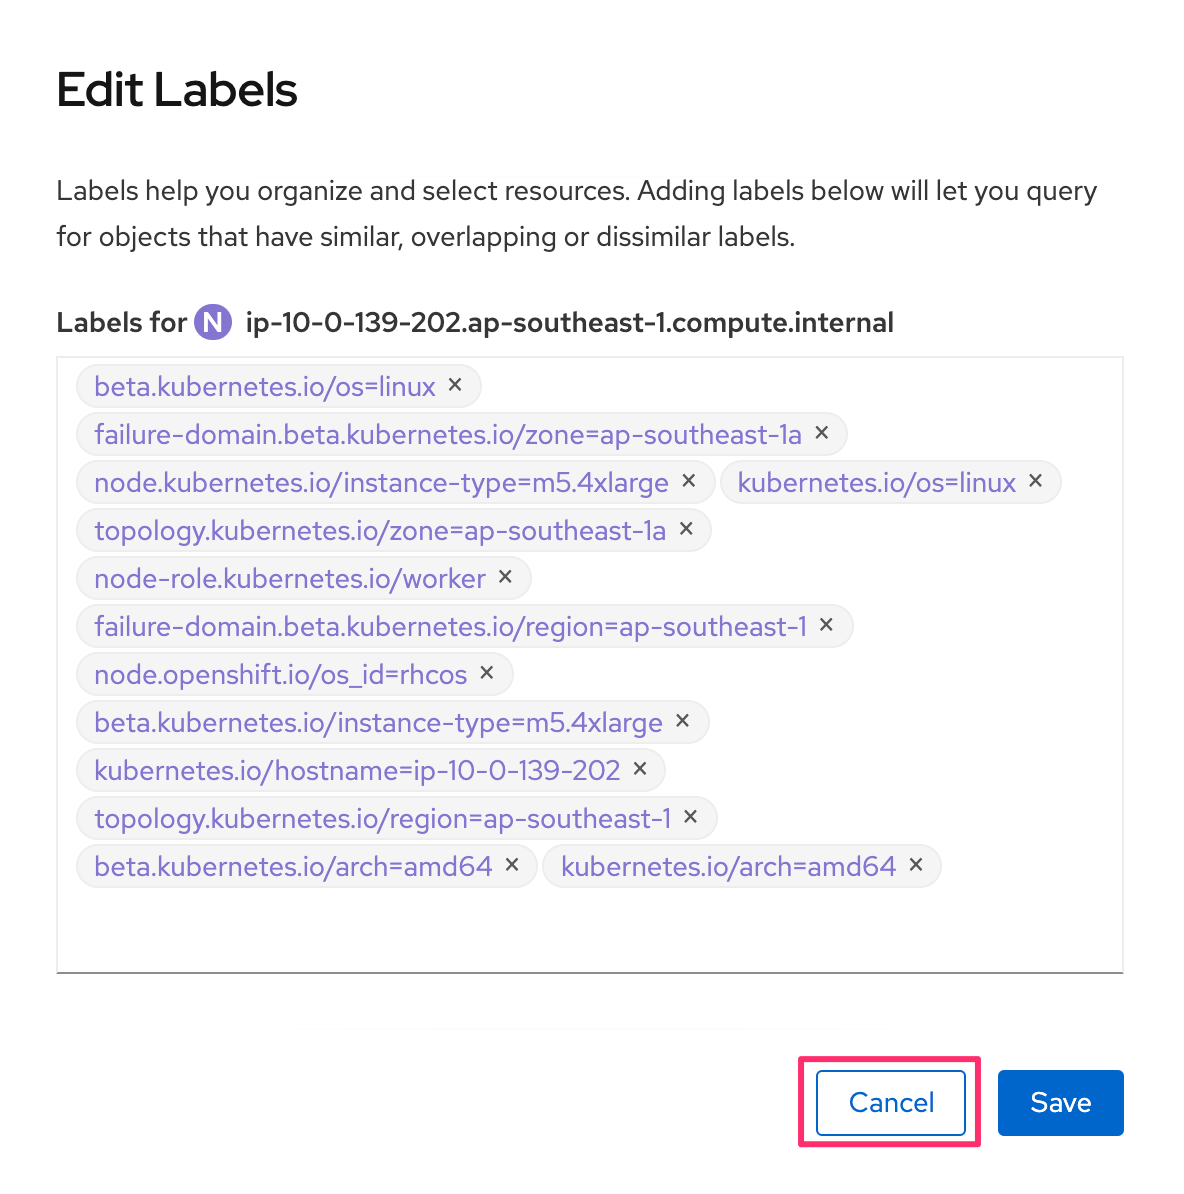 Edit Labels
Labels help you organize and select resources. Adding labels below will let you query
for objects that have similar, overlapping or dissimilar labels.
Labels for N ip-10-0-139-202.ap-southeast-1.compute.internal
beta.kubernetes.io/os=linux ×
failure-domain.beta.kubernetes.io/zone=ap-southeast-1a ×
node.kubernetes.io/instance-type=m5.4xlarge × kubernetes.io/os=linux ×
topology.kubernetes.io/zone=ap-southeast-1a ×
node-role.kubernetes.io/worker ×
failure-domain.beta.kubernetes.io/region=ap-southeast-1 ×
node.openshift.io/os_id=rhcos ×
beta.kubernetes.io/instance-type=m5.4xlarge ×
kubernetes.io/hostname=ip-10-0-139-202 ×
topology.kubernetes.io/region=ap-southeast-1 ×
beta.kubernetes.io/arch=amd64 × kubernetes.io/arch=amd64 ×
Cancel Save